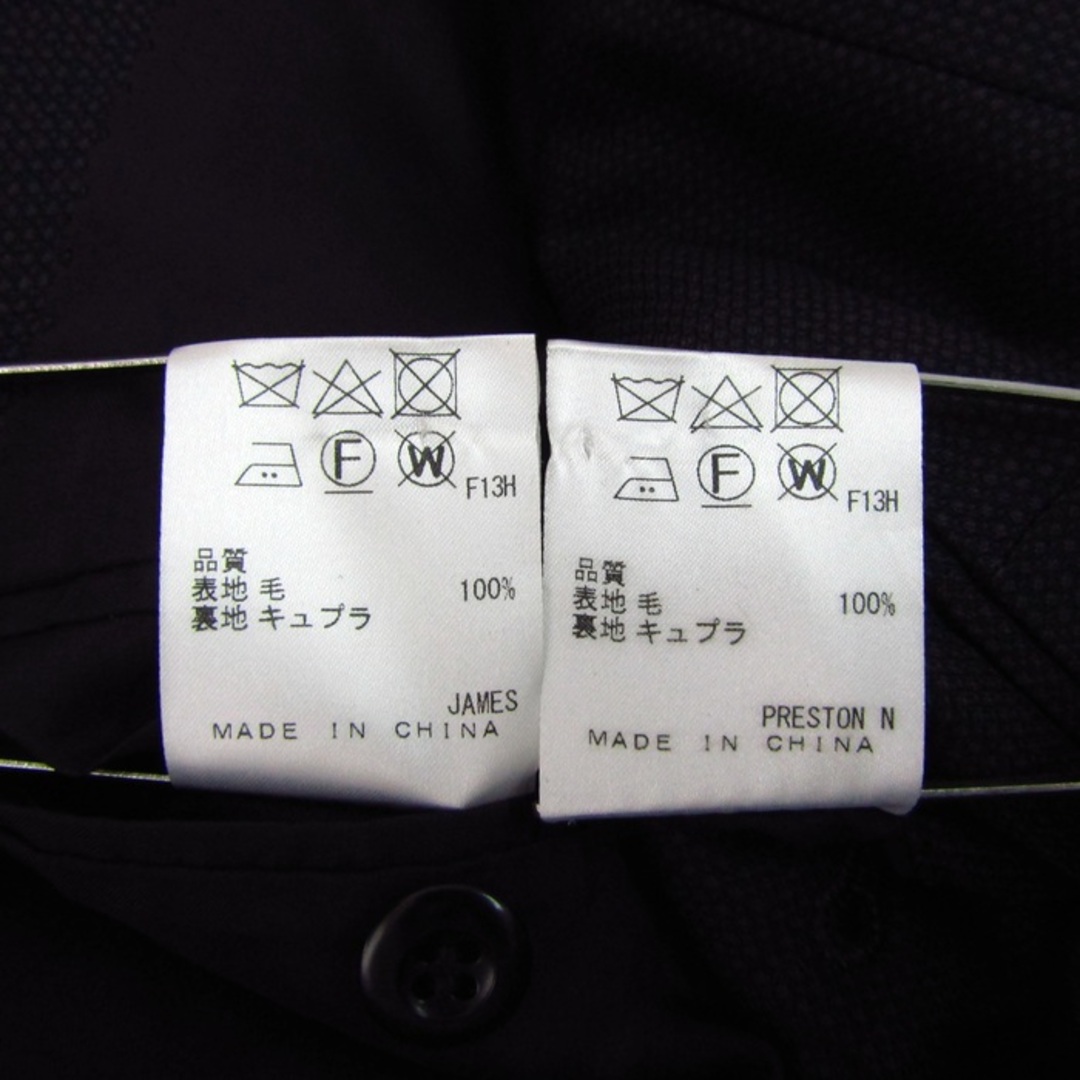 F
W
F13H
品質
表地 毛 100%
裏地 キュプラ
JAMES
MADE IN CHINA
F
W
F13H
品質
表地 毛 100%
裏地 キュプラ
PRESTON N
MADE IN CHINA